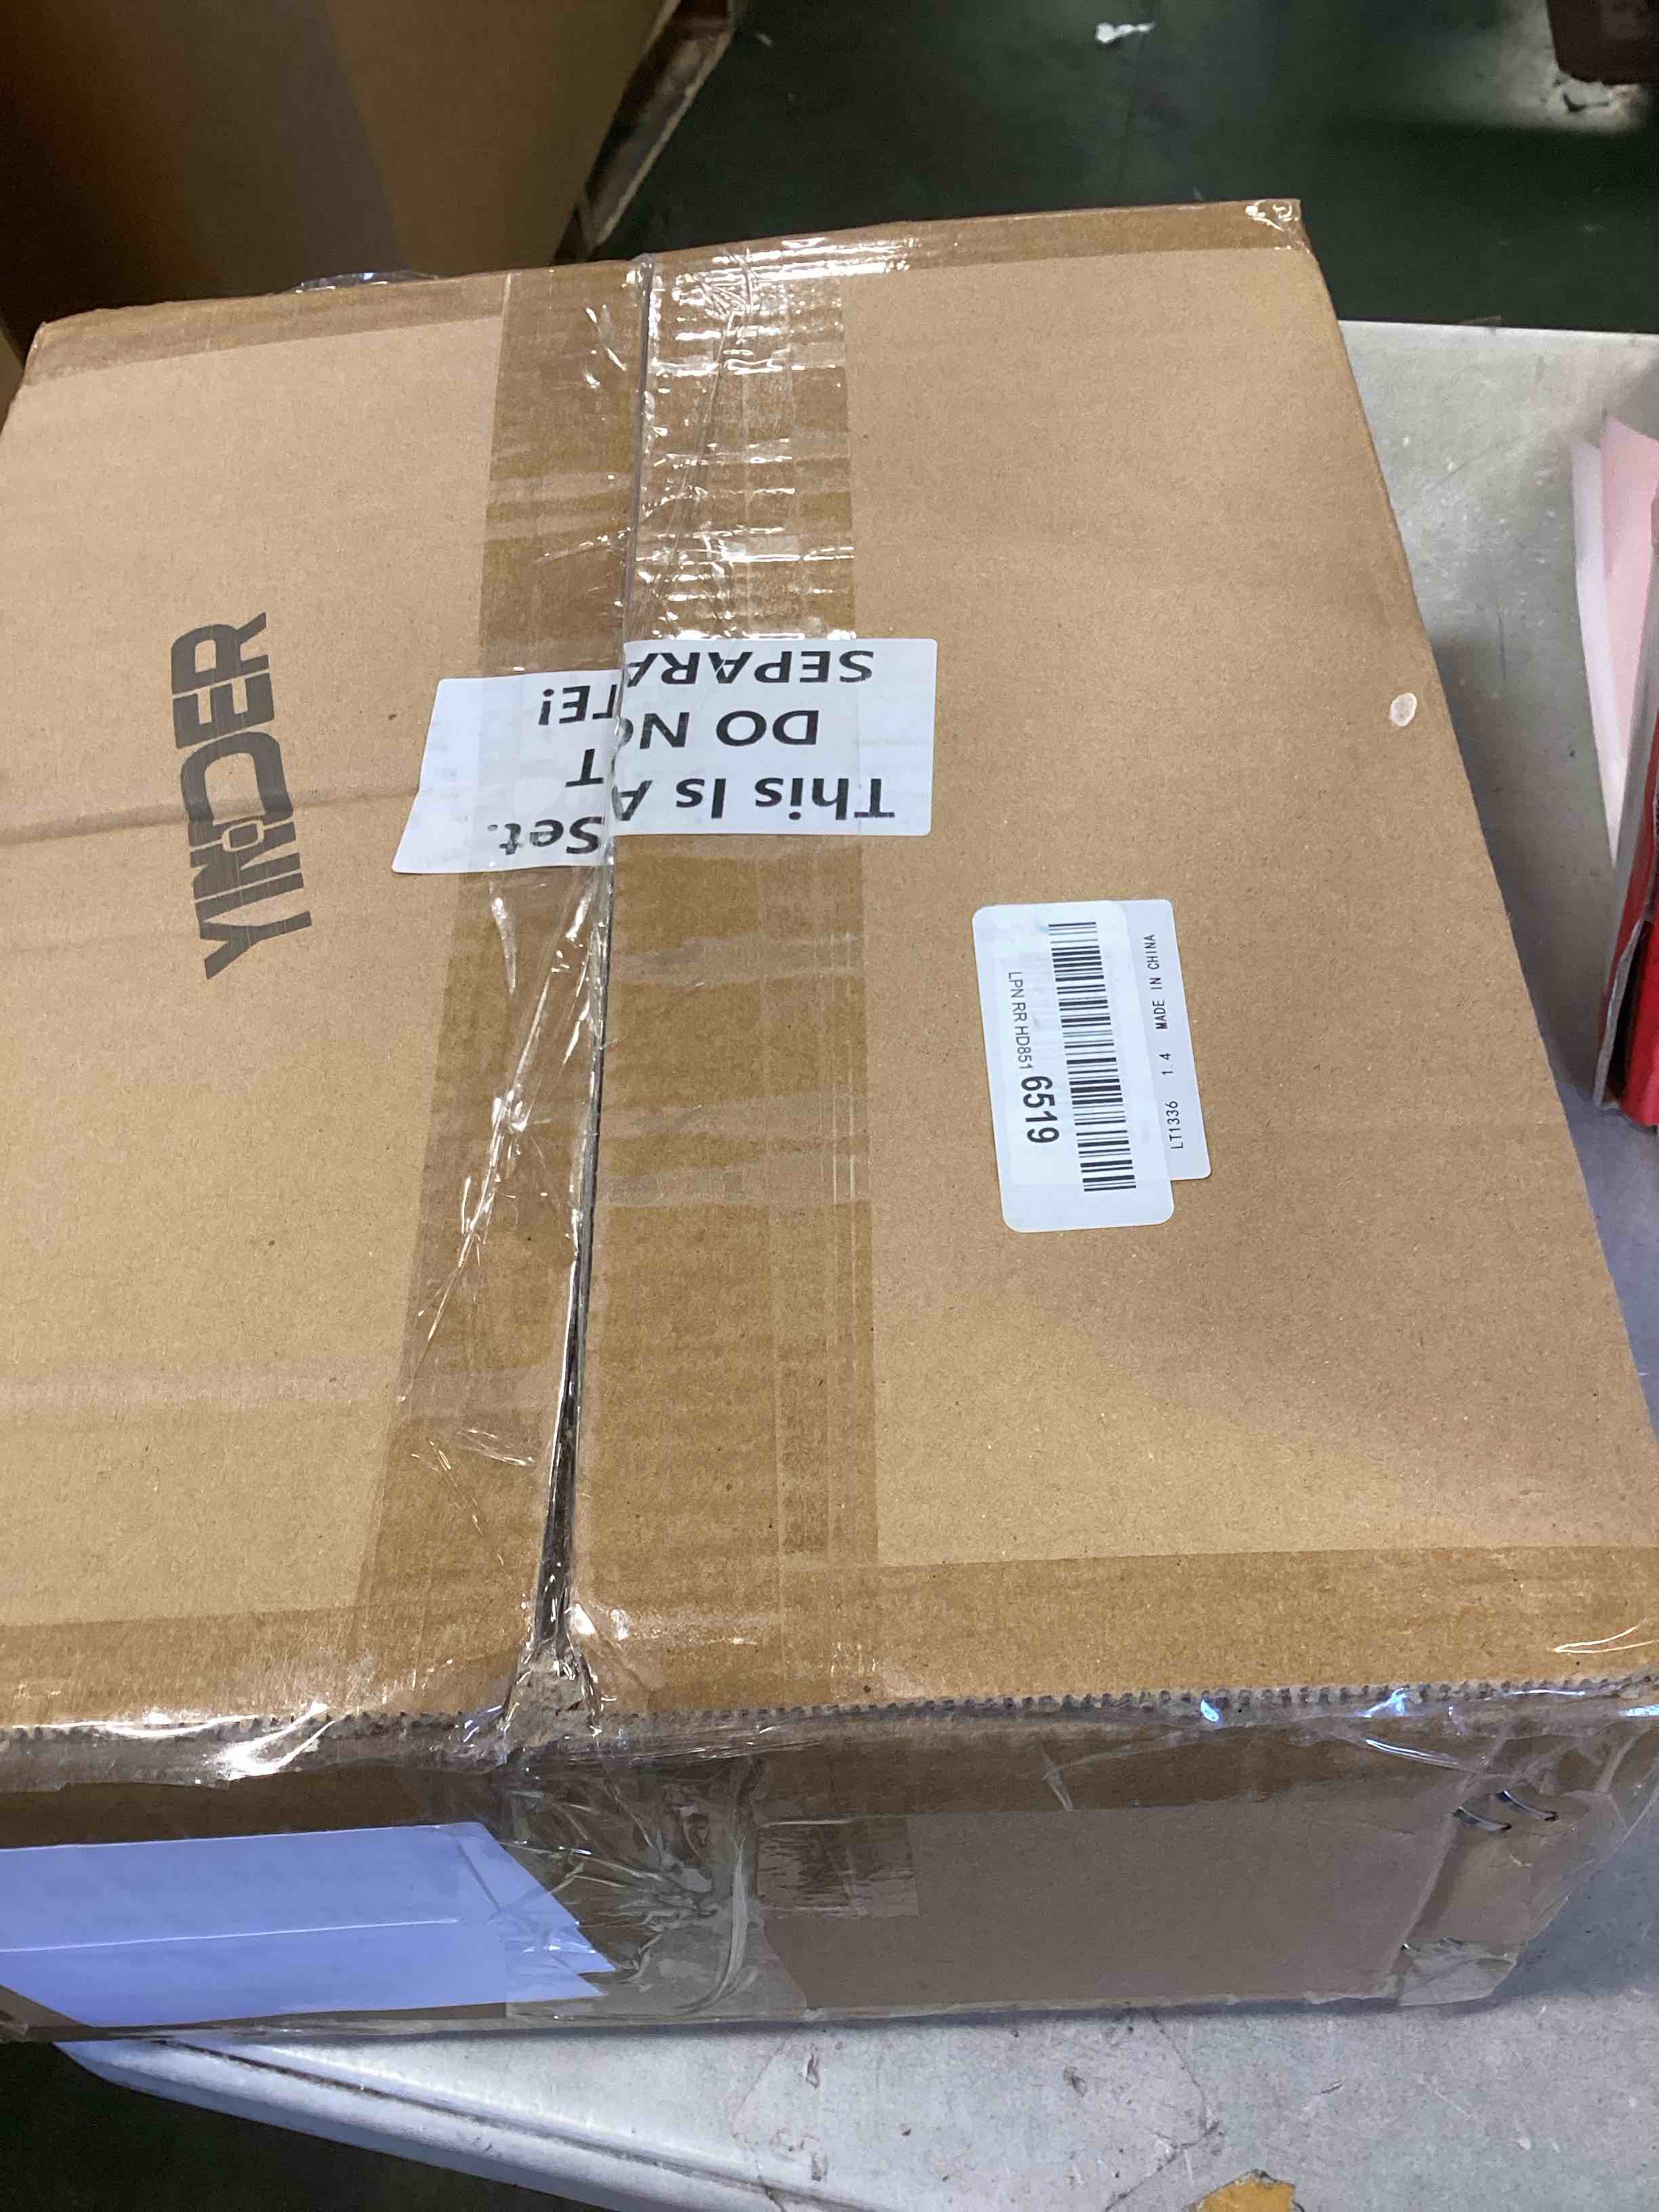 YINDER
This Is A Set.
DO NOT
SEPARATE!
LPN RR HD851 6519
LT1336 1.4 MADE IN CHINA